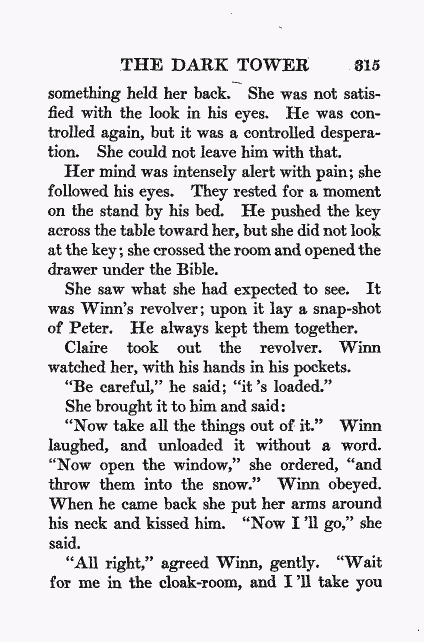 THE DARK TOWER 315
something held her back. She was not satis-
fied with the look in his eyes. He was con-
trolled again, but it was a controlled despera-
tion. She could not leave him with that.
Her mind was intensely alert with pain; she
followed his eyes. They rested for a moment
on the stand by his bed. He pushed the key
across the table toward her, but she did not look
at the key; she crossed the room and opened the
drawer under the Bible.
She saw what she had expected to see. It
was Winn's revolver; upon it lay a snap-shot
of Peter. He always kept them together.
Claire took out the revolver. Winn
watched her, with his hands in his pockets.
"Be careful," he said; "it 's loaded."
She brought it to him and said:
"Now take all the things out of it." Winn
laughed, and unloaded it without a word.
"Now open the window," she ordered, "and
throw them into the snow." Winn obeyed.
When he came back she put her arms around
his neck and kissed him. "Now I 'll go," she
said.
"All right," agreed Winn, gently. "Wait
for me in the cloak-room, and I 'll take you